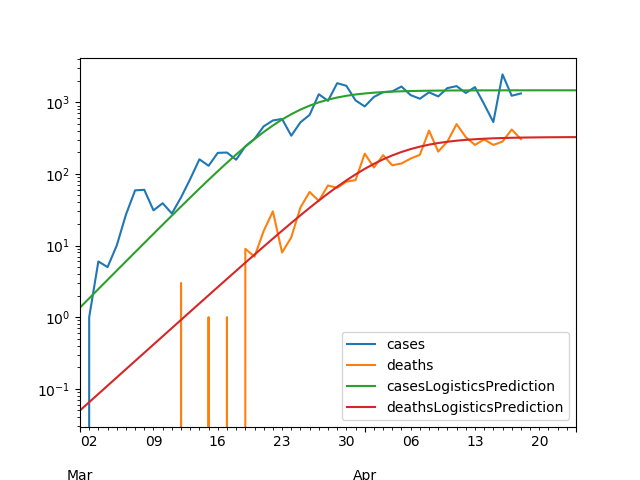 10³
10²
10¹
10⁰
10⁻¹
cases
deaths
casesLogisticsPrediction
deathsLogisticsPrediction
02 09 16 23 30 06 13 20
Mar Apr